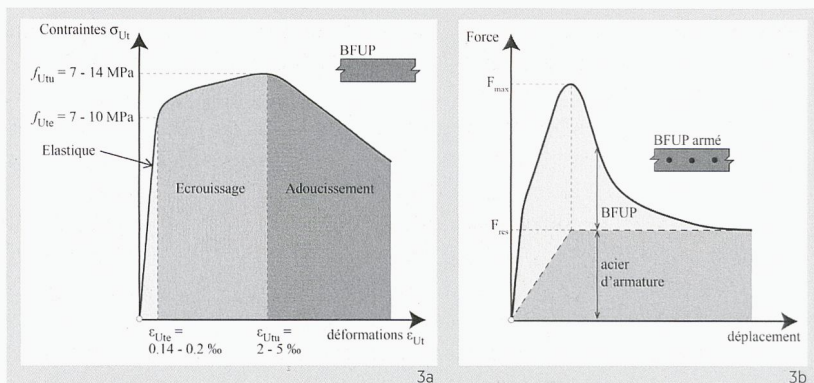 Contraintes σUt
BFUP
fUtu = 7 - 14 MPa
fUte = 7 - 10 MPa
Elastique
Ecrouissage
Adoucissement
εUte =
0.14 - 0.2 ‰
εUtu =
2 - 5 ‰
déformations εUt
3a
Force
Fmax
BFUP armé
BFUP
Fres
acier
d'armature
déplacement
3b